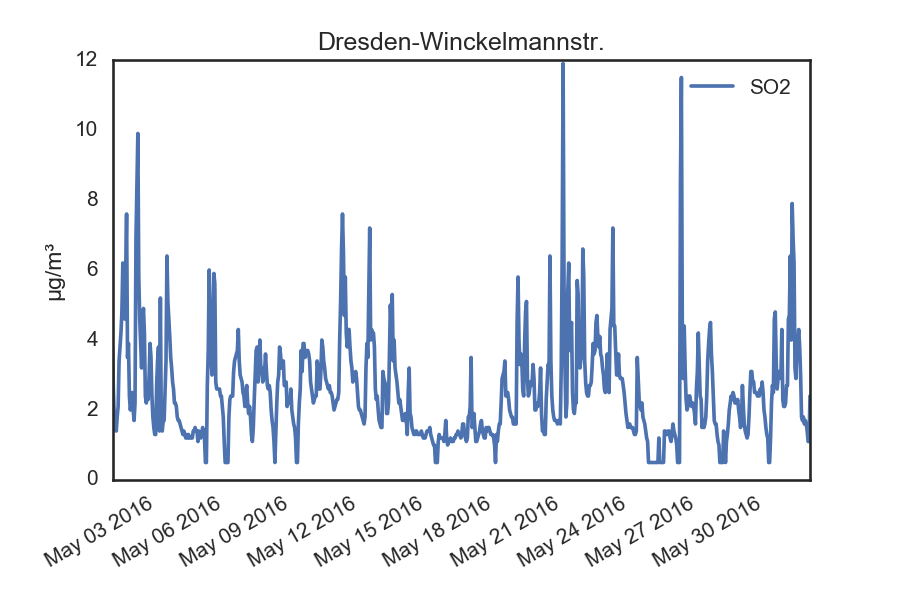 Dresden-Winckelmannstr.
12
10
8
6
4
2
0
µg/m³
SO2
May 03 2016
May 06 2016
May 09 2016
May 12 2016
May 15 2016
May 18 2016
May 21 2016
May 24 2016
May 27 2016
May 30 2016